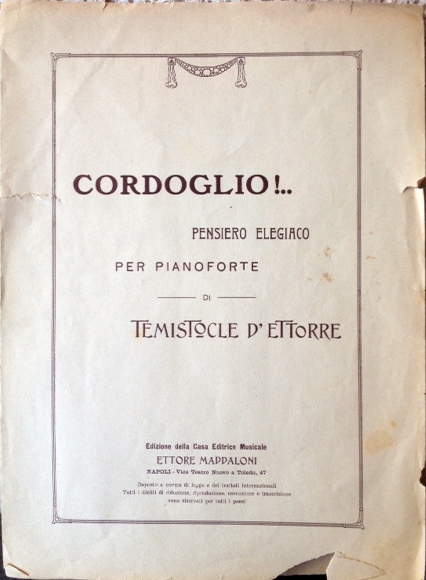 CORDOGLIO!..
PENSIERO ELEGIACO
PER PIANOFORTE
DI
TEMISTOCLE D'ETTORRE
Edizione della Casa Editrice Musicale
ETTORE MAPPALONI
NAPOLI - Vico Teatro Nuovo a Toledo, 47
Deposto a norma di legge e dei trattati internazionali
Tutti i diritti di riduzione, riproduzione, esecuzione e trascrizione
sono riservati per tutti i paesi